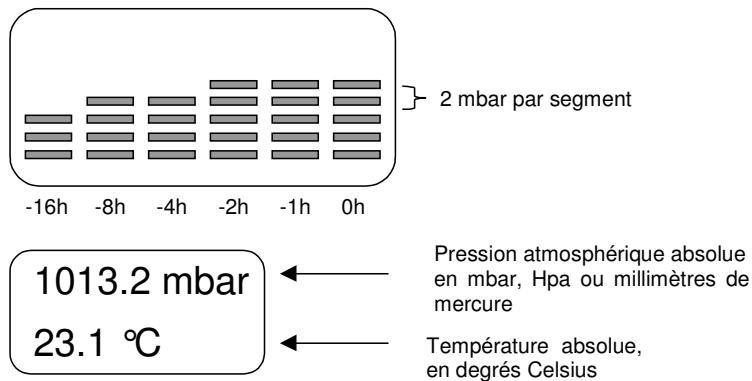 2 mbar par segment
-16h -8h -4h -2h -1h 0h
1013.2 mbar
23.1 °C
Pression atmosphérique absolue
en mbar, Hpa ou millimètres de
mercure
Température absolue,
en degrés Celsius